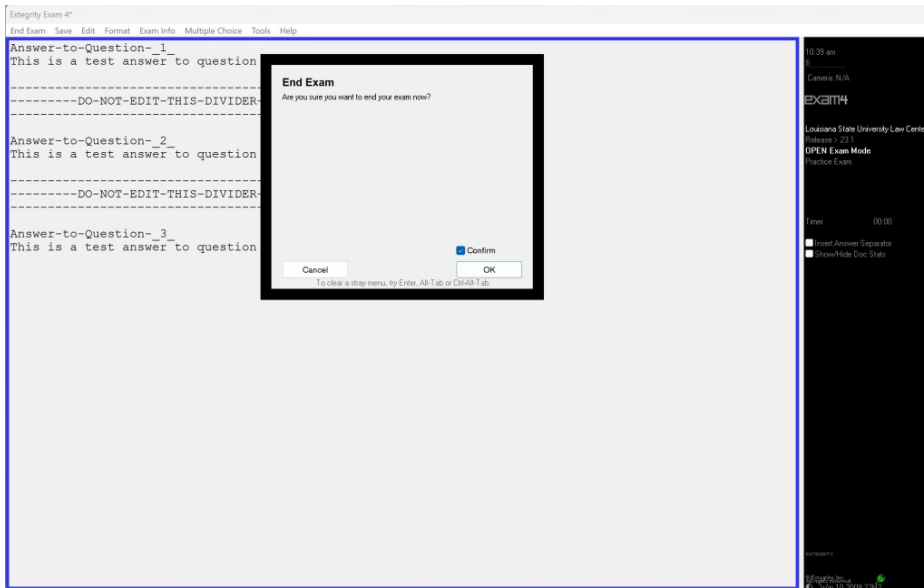 Extegrity Exam 4*
End Exam Save Edit Format Exam Info Multiple Choice Tools Help
Answer-to-Question-_1_
This is a test answer to question
---------DO-NOT-EDIT-THIS-DIVIDER-
Answer-to-Question-_2_
This is a test answer to question
---------DO-NOT-EDIT-THIS-DIVIDER-
Answer-to-Question-_3_
This is a test answer to question
End Exam
Are you sure you want to end your exam now?
Confirm
Cancel OK
To clear a stray menu, try Enter, Alt-Tab or Ctrl-Alt-Tab.
10:39 am
Camera: N/A
exam4
Louisiana State University Law Cente
Release > 23.1
OPEN Exam Mode
Practice Exam
Timer 00:00
Insert Answer Separator
Show/Hide Doc Stats
EXTEGRITY